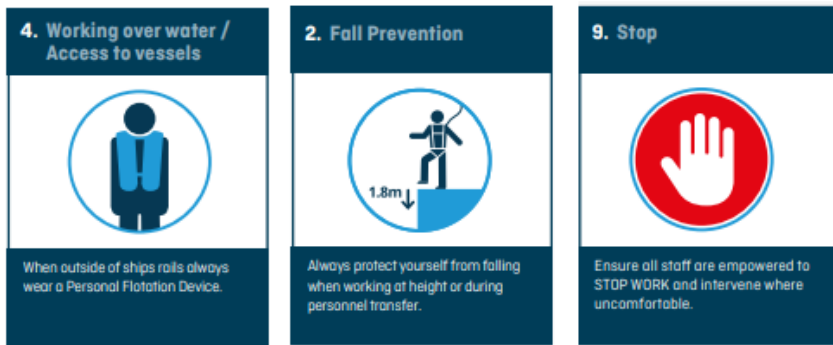 4. Working over water /
Access to vessels
When outside of ships rails always
wear a Personal Flotation Device.
2. Fall Prevention
1.8m
Always protect yourself from falling
when working at height or during
personnel transfer.
9. Stop
Ensure all staff are empowered to
STOP WORK and intervene where
uncomfortable.